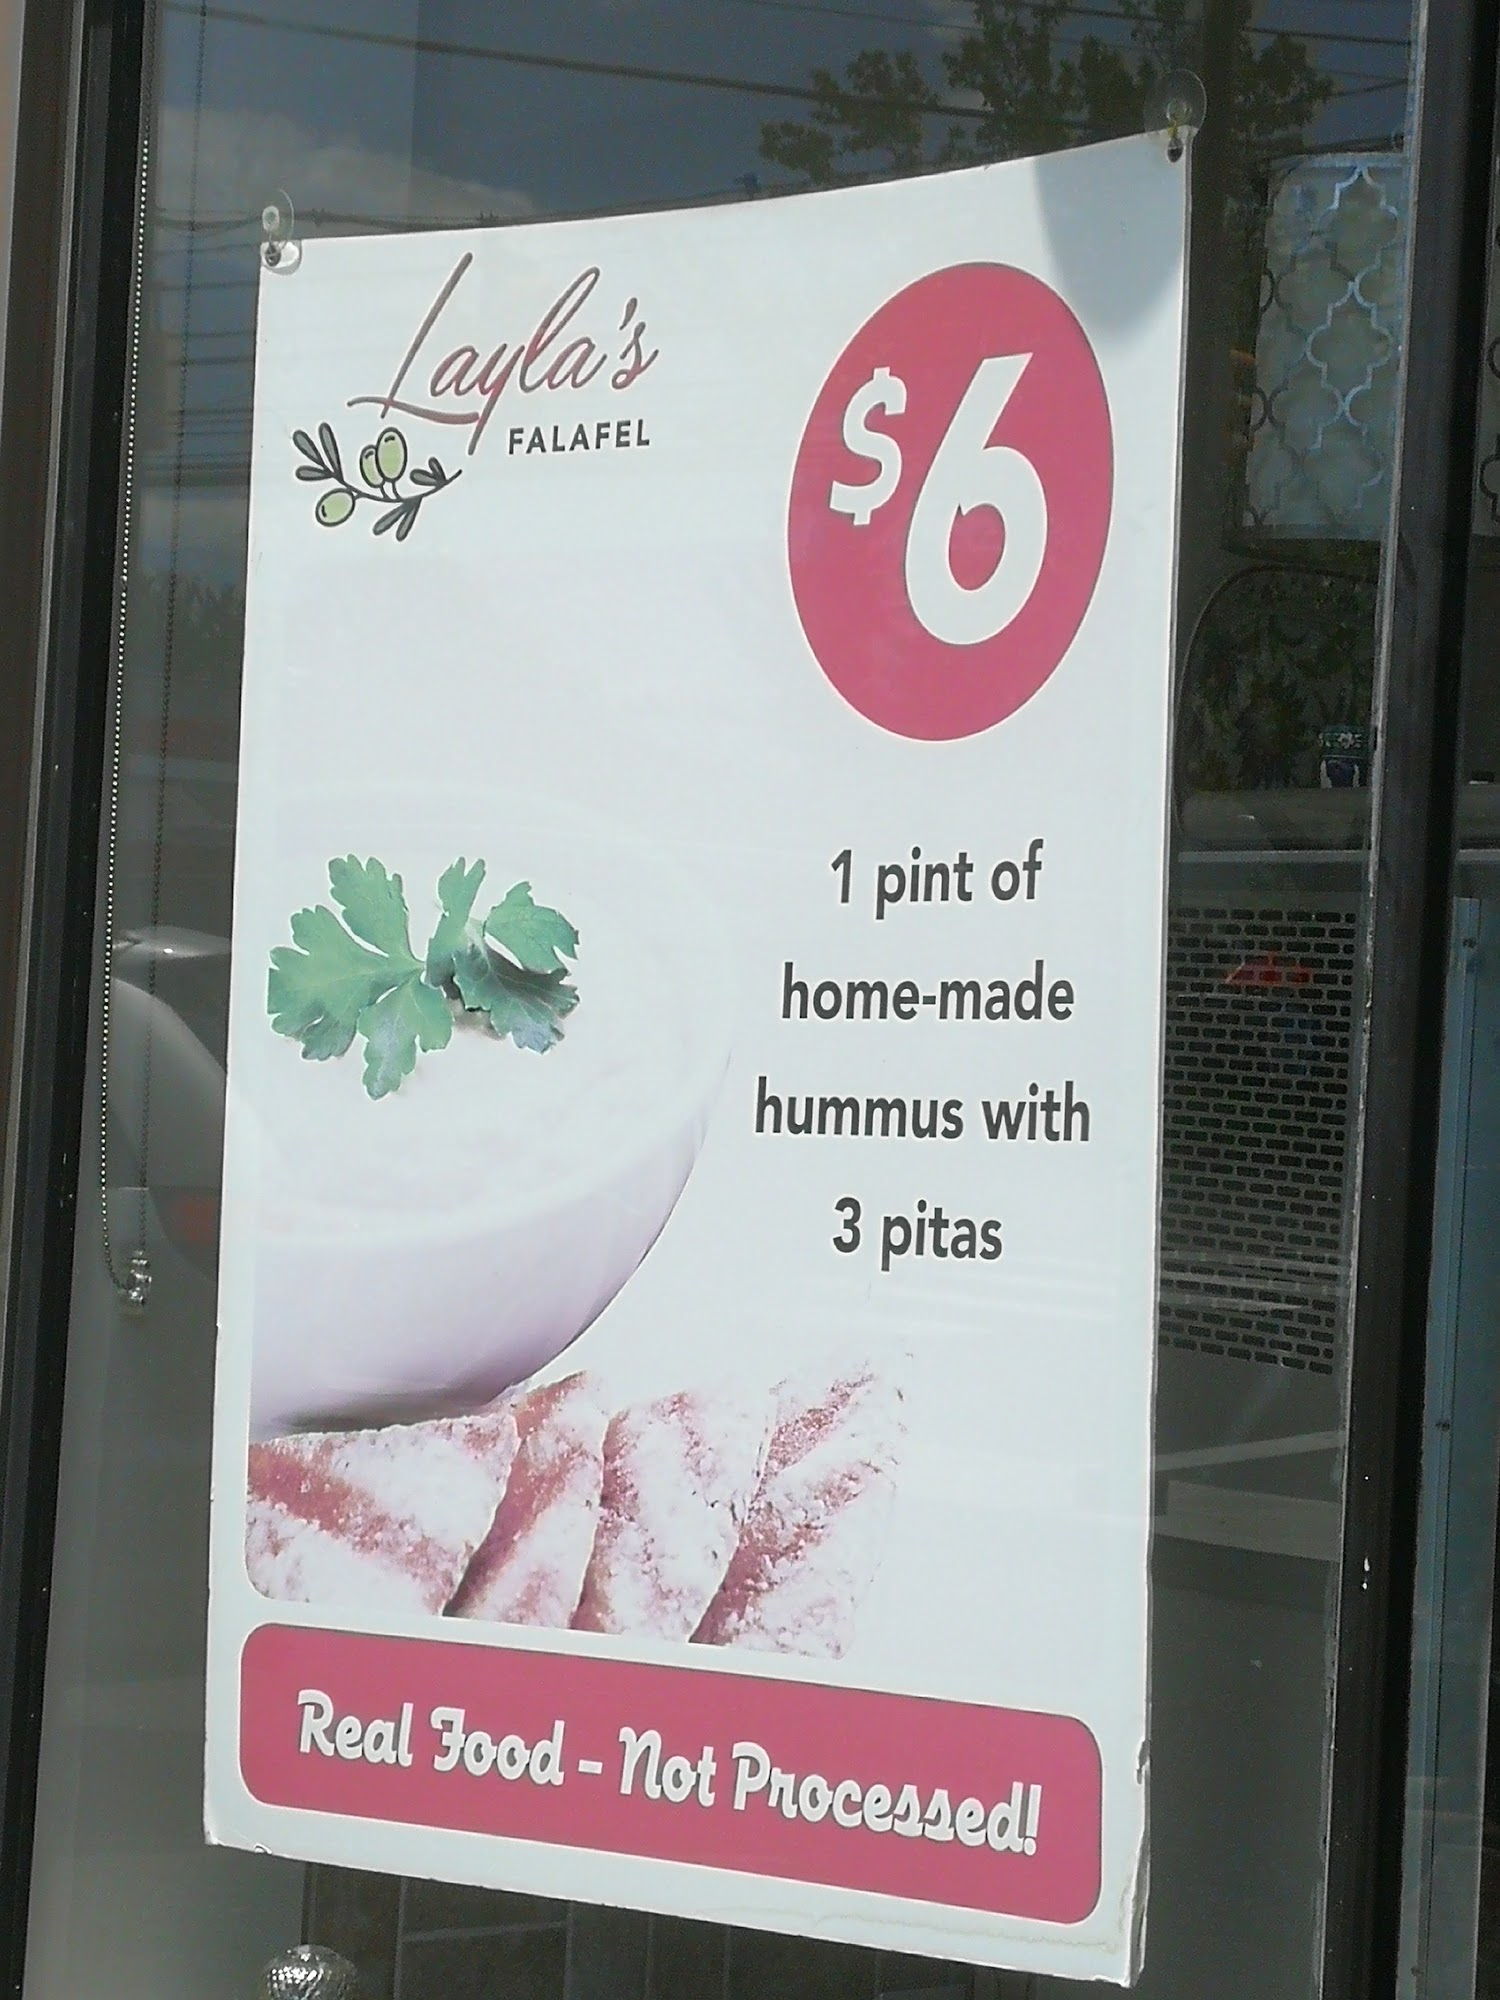 Layla's
FALAFEL
$6
1 pint of
home-made
hummus with
3 pitas
Real Food - Not Processed!